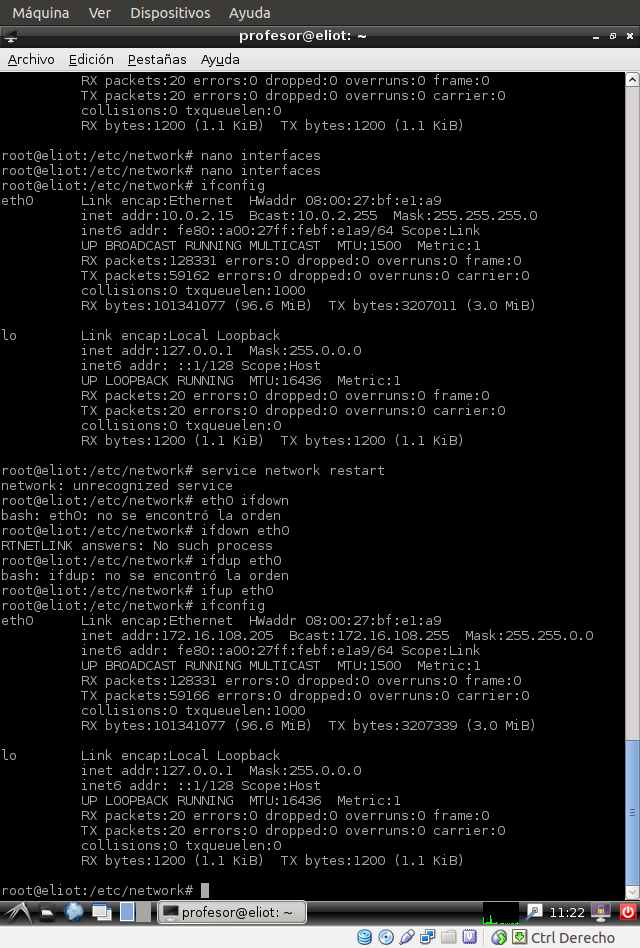 Máquina Ver Dispositivos Ayuda
profesor@eliot: ~
Archivo Edición Pestañas Ayuda
RX packets:20 errors:0 dropped:0 overruns:0 frame:0
TX packets:20 errors:0 dropped:0 overruns:0 carrier:0
collisions:0 txqueuelen:0
RX bytes:1200 (1.1 KiB)  TX bytes:1200 (1.1 KiB)
root@eliot:/etc/network# nano interfaces
root@eliot:/etc/network# nano interfaces
root@eliot:/etc/network# ifconfig
eth0      Link encap:Ethernet  HWaddr 08:00:27:bf:e1:a9
inet addr:10.0.2.15  Bcast:10.0.2.255  Mask:255.255.255.0
inet6 addr: fe80::a00:27ff:febf:e1a9/64 Scope:Link
UP BROADCAST RUNNING MULTICAST  MTU:1500  Metric:1
RX packets:128331 errors:0 dropped:0 overruns:0 frame:0
TX packets:59162 errors:0 dropped:0 overruns:0 carrier:0
collisions:0 txqueuelen:1000
RX bytes:101341077 (96.6 MiB)  TX bytes:3207011 (3.0 MiB)
lo        Link encap:Local Loopback
inet addr:127.0.0.1  Mask:255.0.0.0
inet6 addr: ::1/128 Scope:Host
UP LOOPBACK RUNNING  MTU:16436  Metric:1
RX packets:20 errors:0 dropped:0 overruns:0 frame:0
TX packets:20 errors:0 dropped:0 overruns:0 carrier:0
collisions:0 txqueuelen:0
RX bytes:1200 (1.1 KiB)  TX bytes:1200 (1.1 KiB)
root@eliot:/etc/network# service network restart
network: unrecognized service
root@eliot:/etc/network# eth0 ifdown
bash: eth0: no se encontró la orden
root@eliot:/etc/network# ifdown eth0
RTNETLINK answers: No such process
root@eliot:/etc/network# ifdup eth0
bash: ifdup: no se encontró la orden
root@eliot:/etc/network# ifup eth0
root@eliot:/etc/network# ifconfig
eth0      Link encap:Ethernet  HWaddr 08:00:27:bf:e1:a9
inet addr:172.16.108.205  Bcast:172.16.108.255  Mask:255.255.0.0
inet6 addr: fe80::a00:27ff:febf:e1a9/64 Scope:Link
UP BROADCAST RUNNING MULTICAST  MTU:1500  Metric:1
RX packets:128331 errors:0 dropped:0 overruns:0 frame:0
TX packets:59166 errors:0 dropped:0 overruns:0 carrier:0
collisions:0 txqueuelen:1000
RX bytes:101341077 (96.6 MiB)  TX bytes:3207339 (3.0 MiB)
lo        Link encap:Local Loopback
inet addr:127.0.0.1  Mask:255.0.0.0
inet6 addr: ::1/128 Scope:Host
UP LOOPBACK RUNNING  MTU:16436  Metric:1
RX packets:20 errors:0 dropped:0 overruns:0 frame:0
TX packets:20 errors:0 dropped:0 overruns:0 carrier:0
collisions:0 txqueuelen:0
RX bytes:1200 (1.1 KiB)  TX bytes:1200 (1.1 KiB)
root@eliot:/etc/network#
profesor@eliot: ~ 11:22
Ctrl Derecho